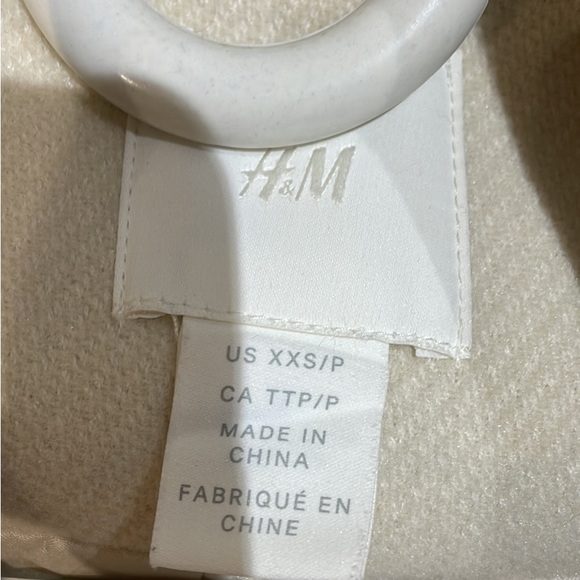 H&M
US XXS/P
CA TTP/P
MADE IN
CHINA
FABRIQUÉ EN
CHINE